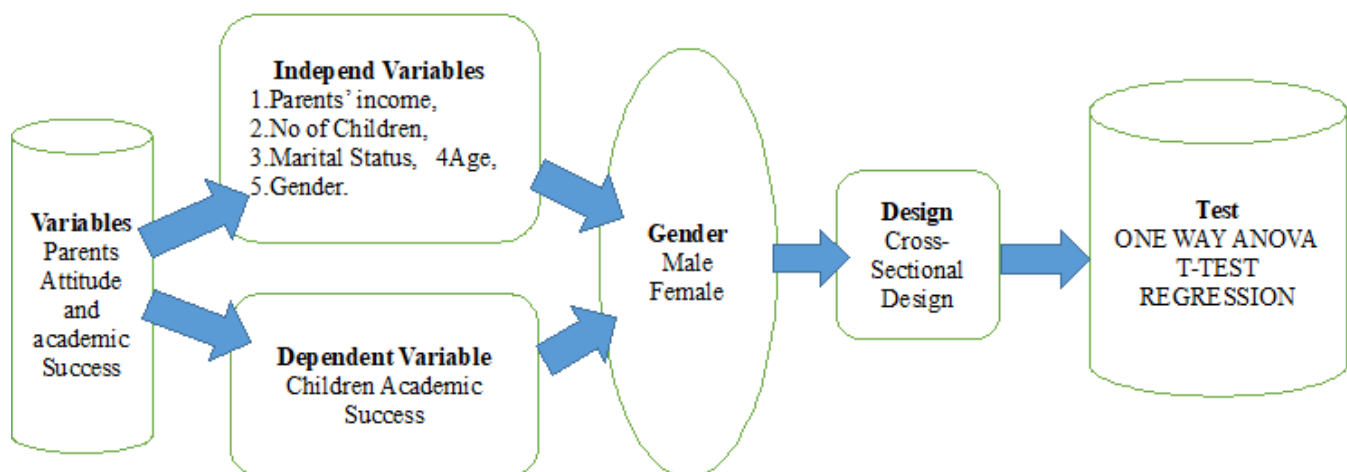 Variables
Parents
Attitude
and
academic
Success
Independ Variables
1.Parents’ income,
2.No of Children,
3.Marital Status, 4Age,
5.Gender.
Dependent Variable
Children Academic
Success
Gender
Male
Female
Design
Cross-
Sectional
Design
Test
ONE WAY ANOVA
T-TEST
REGRESSION